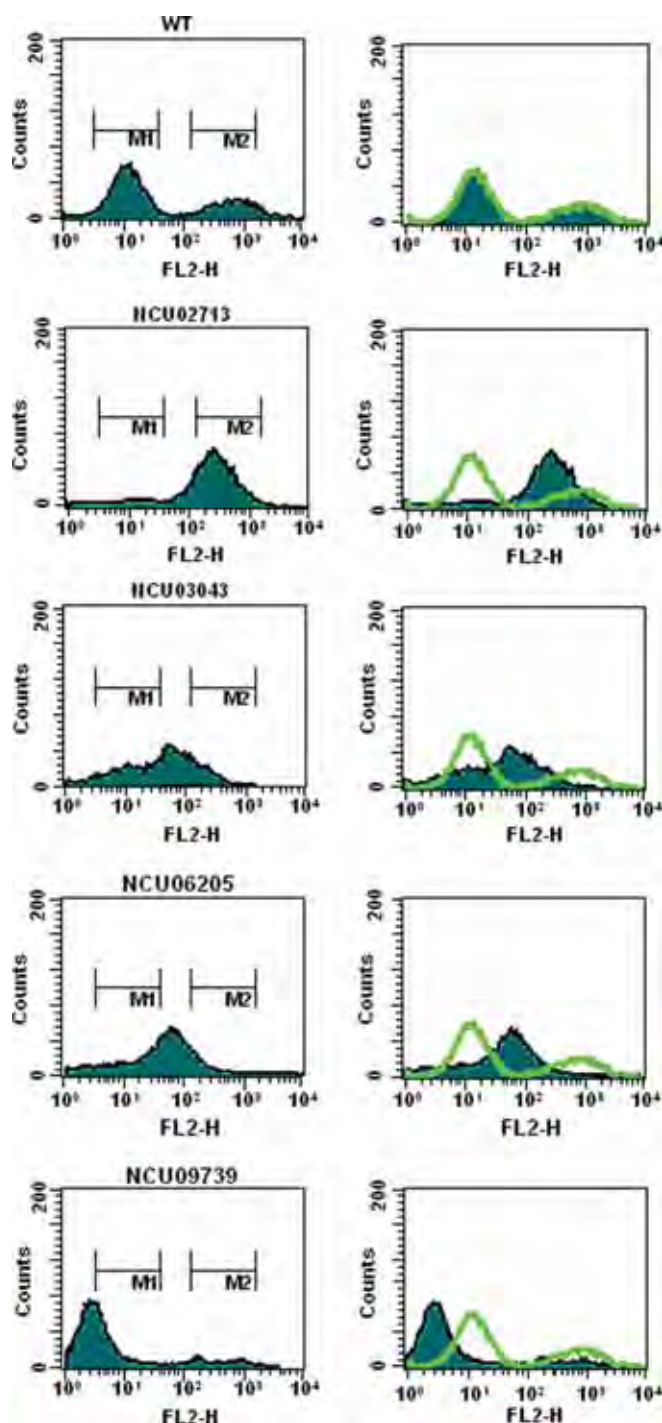 WT
200 200
Counts Counts
M1 M2
0 0
10⁰ 10¹ 10² 10³ 10⁴ 10⁰ 10¹ 10² 10³ 10⁴
FL2-H FL2-H
NCU02713
200 200
Counts Counts
M1 M2
0 0
10⁰ 10¹ 10² 10³ 10⁴ 10⁰ 10¹ 10² 10³ 10⁴
FL2-H FL2-H
NCU03043
200 200
Counts Counts
M1 M2
0 0
10⁰ 10¹ 10² 10³ 10⁴ 10⁰ 10¹ 10² 10³ 10⁴
FL2-H FL2-H
NCU06205
200 200
Counts Counts
M1 M2
0 0
10⁰ 10¹ 10² 10³ 10⁴ 10⁰ 10¹ 10² 10³ 10⁴
FL2-H FL2-H
NCU09739
200 200
Counts Counts
M1 M2
0 0
10⁰ 10¹ 10² 10³ 10⁴ 10⁰ 10¹ 10² 10³ 10⁴
FL2-H FL2-H